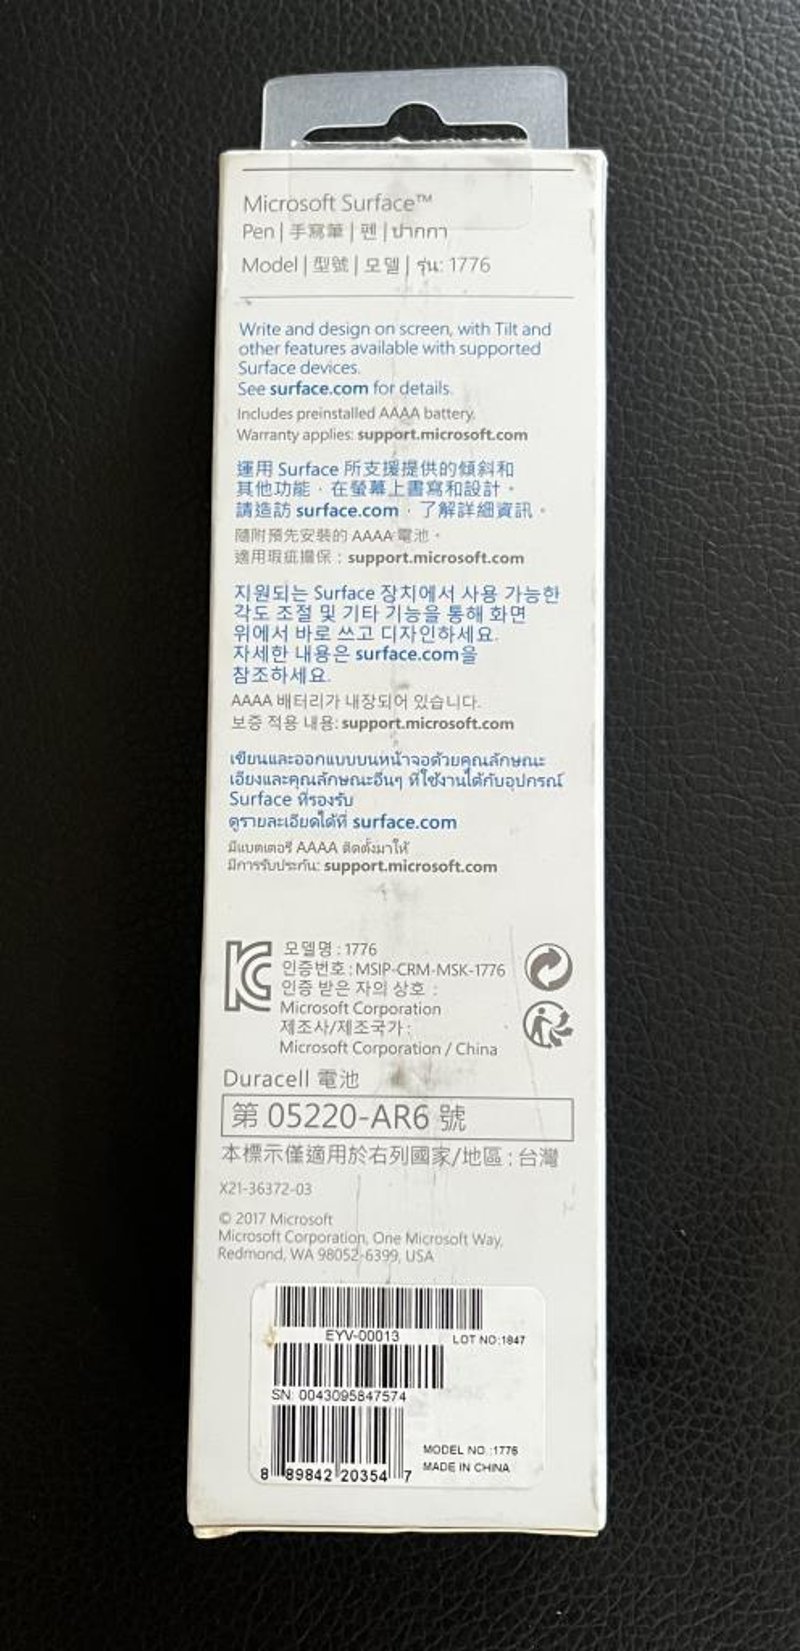 Microsoft Surface™
Pen | 手寫筆 | 펜 | ปากกา
Model | 型號 | 모델 | รุ่น: 1776
Write and design on screen, with Tilt and
other features available with supported
Surface devices.
See surface.com for details.
Includes preinstalled AAAA battery.
Warranty applies: support.microsoft.com
運用 Surface 所支援提供的傾斜和
其他功能，在螢幕上書寫和設計。
請造訪 surface.com，了解詳細資訊。
隨附預先安裝的 AAAA 電池。
適用瑕疵擔保：support.microsoft.com
지원되는 Surface 장치에서 사용 가능한
각도 조절 및 기타 기능을 통해 화면
위에서 바로 쓰고 디자인하세요.
자세한 내용은 surface.com을
참조하세요.
AAAA 배터리가 내장되어 있습니다.
보증 적용 내용: support.microsoft.com
เขียนและออกแบบบนหน้าจอด้วยคุณลักษณะ
เอียงและคุณลักษณะอื่นๆ ที่ใช้งานได้กับอุปกรณ์
Surface ที่รองรับ
ดูรายละเอียดได้ที่ surface.com
มีแบตเตอรี่ AAAA ติดตั้งมาให้
มีการรับประกัน: support.microsoft.com
모델명 : 1776
인증번호 : MSIP-CRM-MSK-1776
인증 받은 자의 상호 :
Microsoft Corporation
제조사/제조국가 :
Microsoft Corporation / China
Duracell 電池
第 05220-AR6 號
本標示僅適用於右列國家/地區 : 台灣
X21-36372-03
© 2017 Microsoft
Microsoft Corporation, One Microsoft Way,
Redmond, WA 98052-6399, USA
EYV-00013
LOT NO:1847
SN: 0043095847574
MODEL NO :1776
MADE IN CHINA
8 89842 20354 7